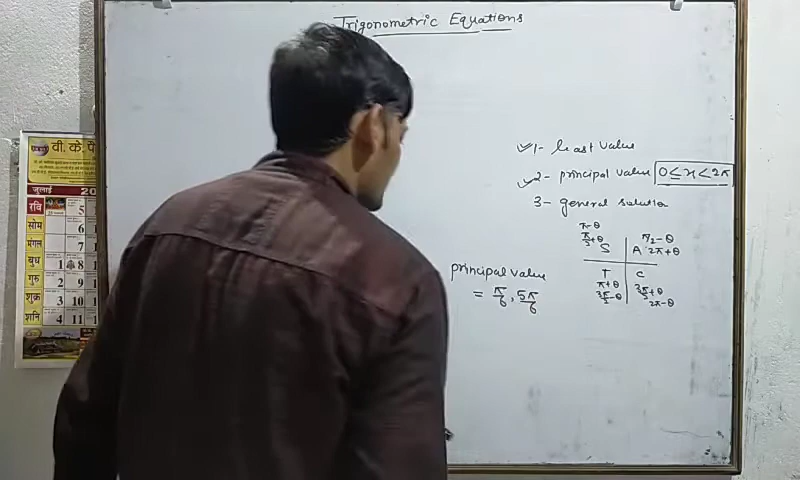 Trigonometric Equations
1- least value
2- principal value 0 ≤ x < 2π
3- general solution
π-θ
π/2+θ
S
π/2-θ
A 2π+θ
T
π+θ
3π/2-θ
C
3π/2+θ
2π-θ
principal value
= π/6, 5π/6
वी. के.
जुलाई 20
रवि 5
सोम 6
मंगल 7
बुध 1 8
गुरु 2 9
शुक्र 3 10
शनि 4 11